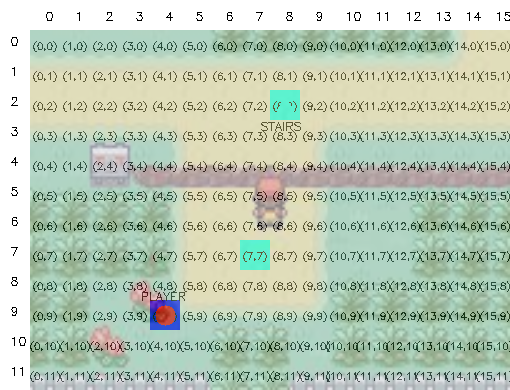 0 1 2 3 4 5 6 7 8 9 10 11 12 13 14 15
0 (0,0) (1,0) (2,0) (3,0) (4,0) (5,0) (6,0) (7,0) (8,0) (9,0) (10,0) (11,0) (12,0) (13,0) (14,0) (15,0)
1 (0,1) (1,1) (2,1) (3,1) (4,1) (5,1) (6,1) (7,1) (8,1) (9,1) (10,1) (11,1) (12,1) (13,1) (14,1) (15,1)
2 (0,2) (1,2) (2,2) (3,2) (4,2) (5,2) (6,2) (7,2) (9,2) (10,2) (11,2) (12,2) (13,2) (14,2) (15,2)
STAIRS
3 (0,3) (1,3) (2,3) (3,3) (4,3) (5,3) (6,3) (7,3) (8,3) (9,3) (10,3) (11,3) (12,3) (13,3) (14,3) (15,3)
4 (0,4) (1,4) (2,4) (3,4) (4,4) (5,4) (6,4) (7,4) (8,4) (9,4) (10,4) (11,4) (12,4) (13,4) (14,4) (15,4)
5 (0,5) (1,5) (2,5) (3,5) (4,5) (5,5) (6,5) (7,5) (8,5) (9,5) (10,5) (11,5) (12,5) (13,5) (14,5) (15,5)
6 (0,6) (1,6) (2,6) (3,6) (4,6) (5,6) (6,6) (7,6) (8,6) (9,6) (10,6) (11,6) (12,6) (13,6) (14,6) (15,6)
7 (0,7) (1,7) (2,7) (3,7) (4,7) (5,7) (6,7) (7,7) (8,7) (9,7) (10,7) (11,7) (12,7) (13,7) (14,7) (15,7)
8 (0,8) (1,8) (2,8) (3,8) (4,8) (5,8) (6,8) (7,8) (8,8) (9,8) (10,8) (11,8) (12,8) (13,8) (14,8) (15,8)
PLAYER
9 (0,9) (1,9) (2,9) (3,9) (4,9) (5,9) (6,9) (7,9) (8,9) (9,9) (10,9) (11,9) (12,9) (13,9) (14,9) (15,9)
10 (0,10) (1,10) (2,10) (3,10) (4,10) (5,10) (6,10) (7,10) (8,10) (9,10) (10,10) (11,10) (12,10) (13,10) (14,10) (15,10)
11 (0,11) (1,11) (2,11) (3,11) (4,11) (5,11) (6,11) (7,11) (8,11) (9,11) (10,11) (11,11) (12,11) (13,11) (14,11) (15,11)